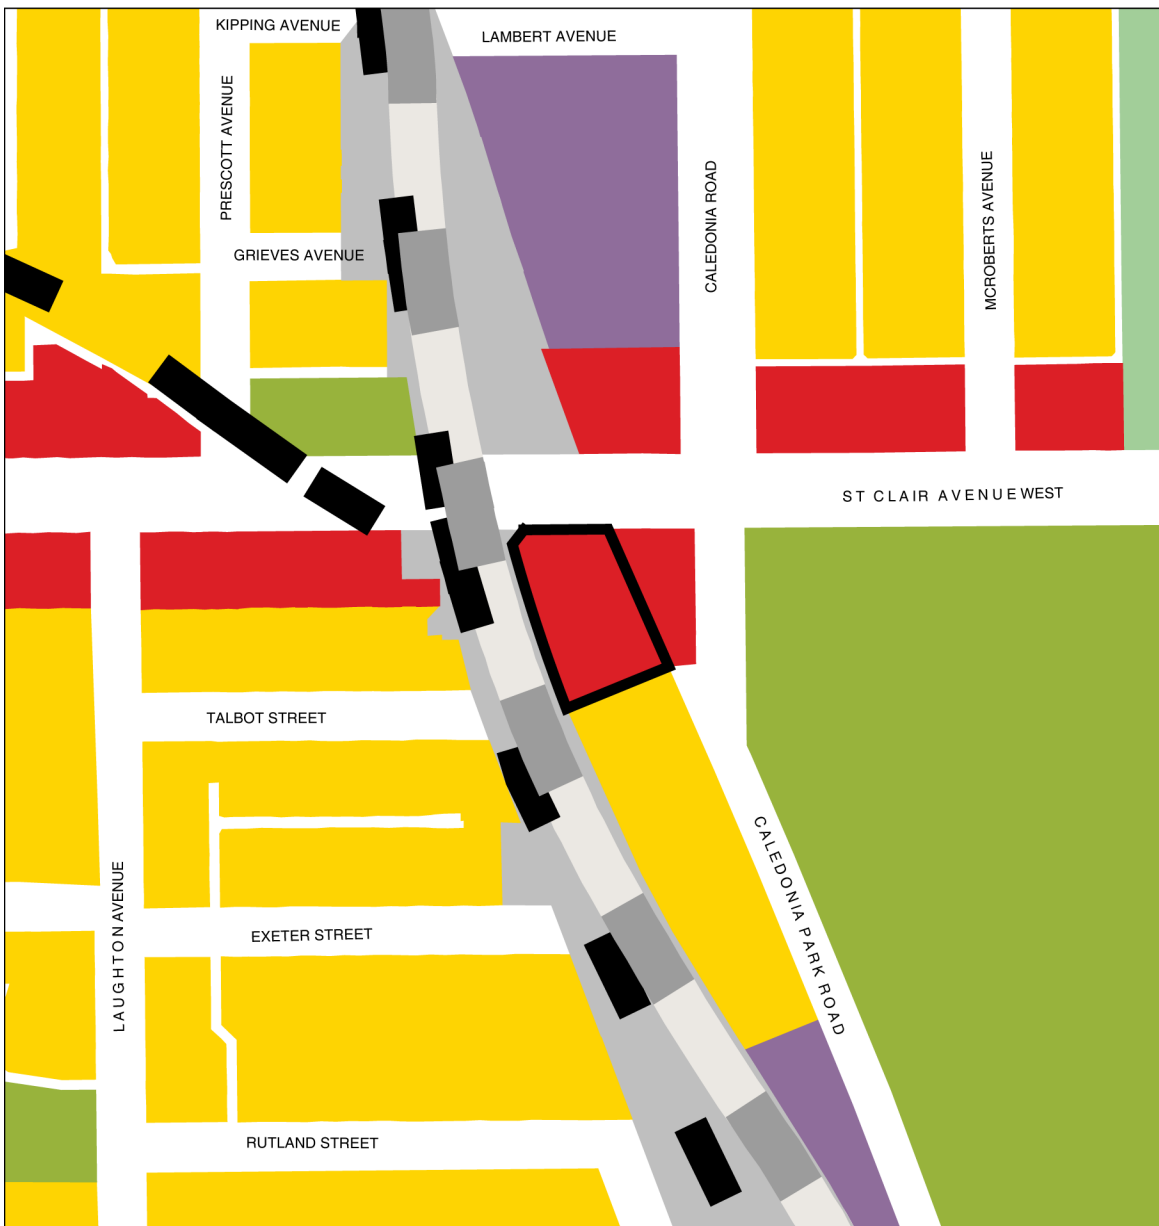 KIPPING AVENUE
LAMBERT AVENUE
PRESCOTT AVENUE
CALEDONIA ROAD
MCROBERTS AVENUE
GRIEVES AVENUE
ST CLAIR AVENUE WEST
TALBOT STREET
CALEDONIA PARK ROAD
LAUGHTON AVENUE
EXETER STREET
RUTLAND STREET